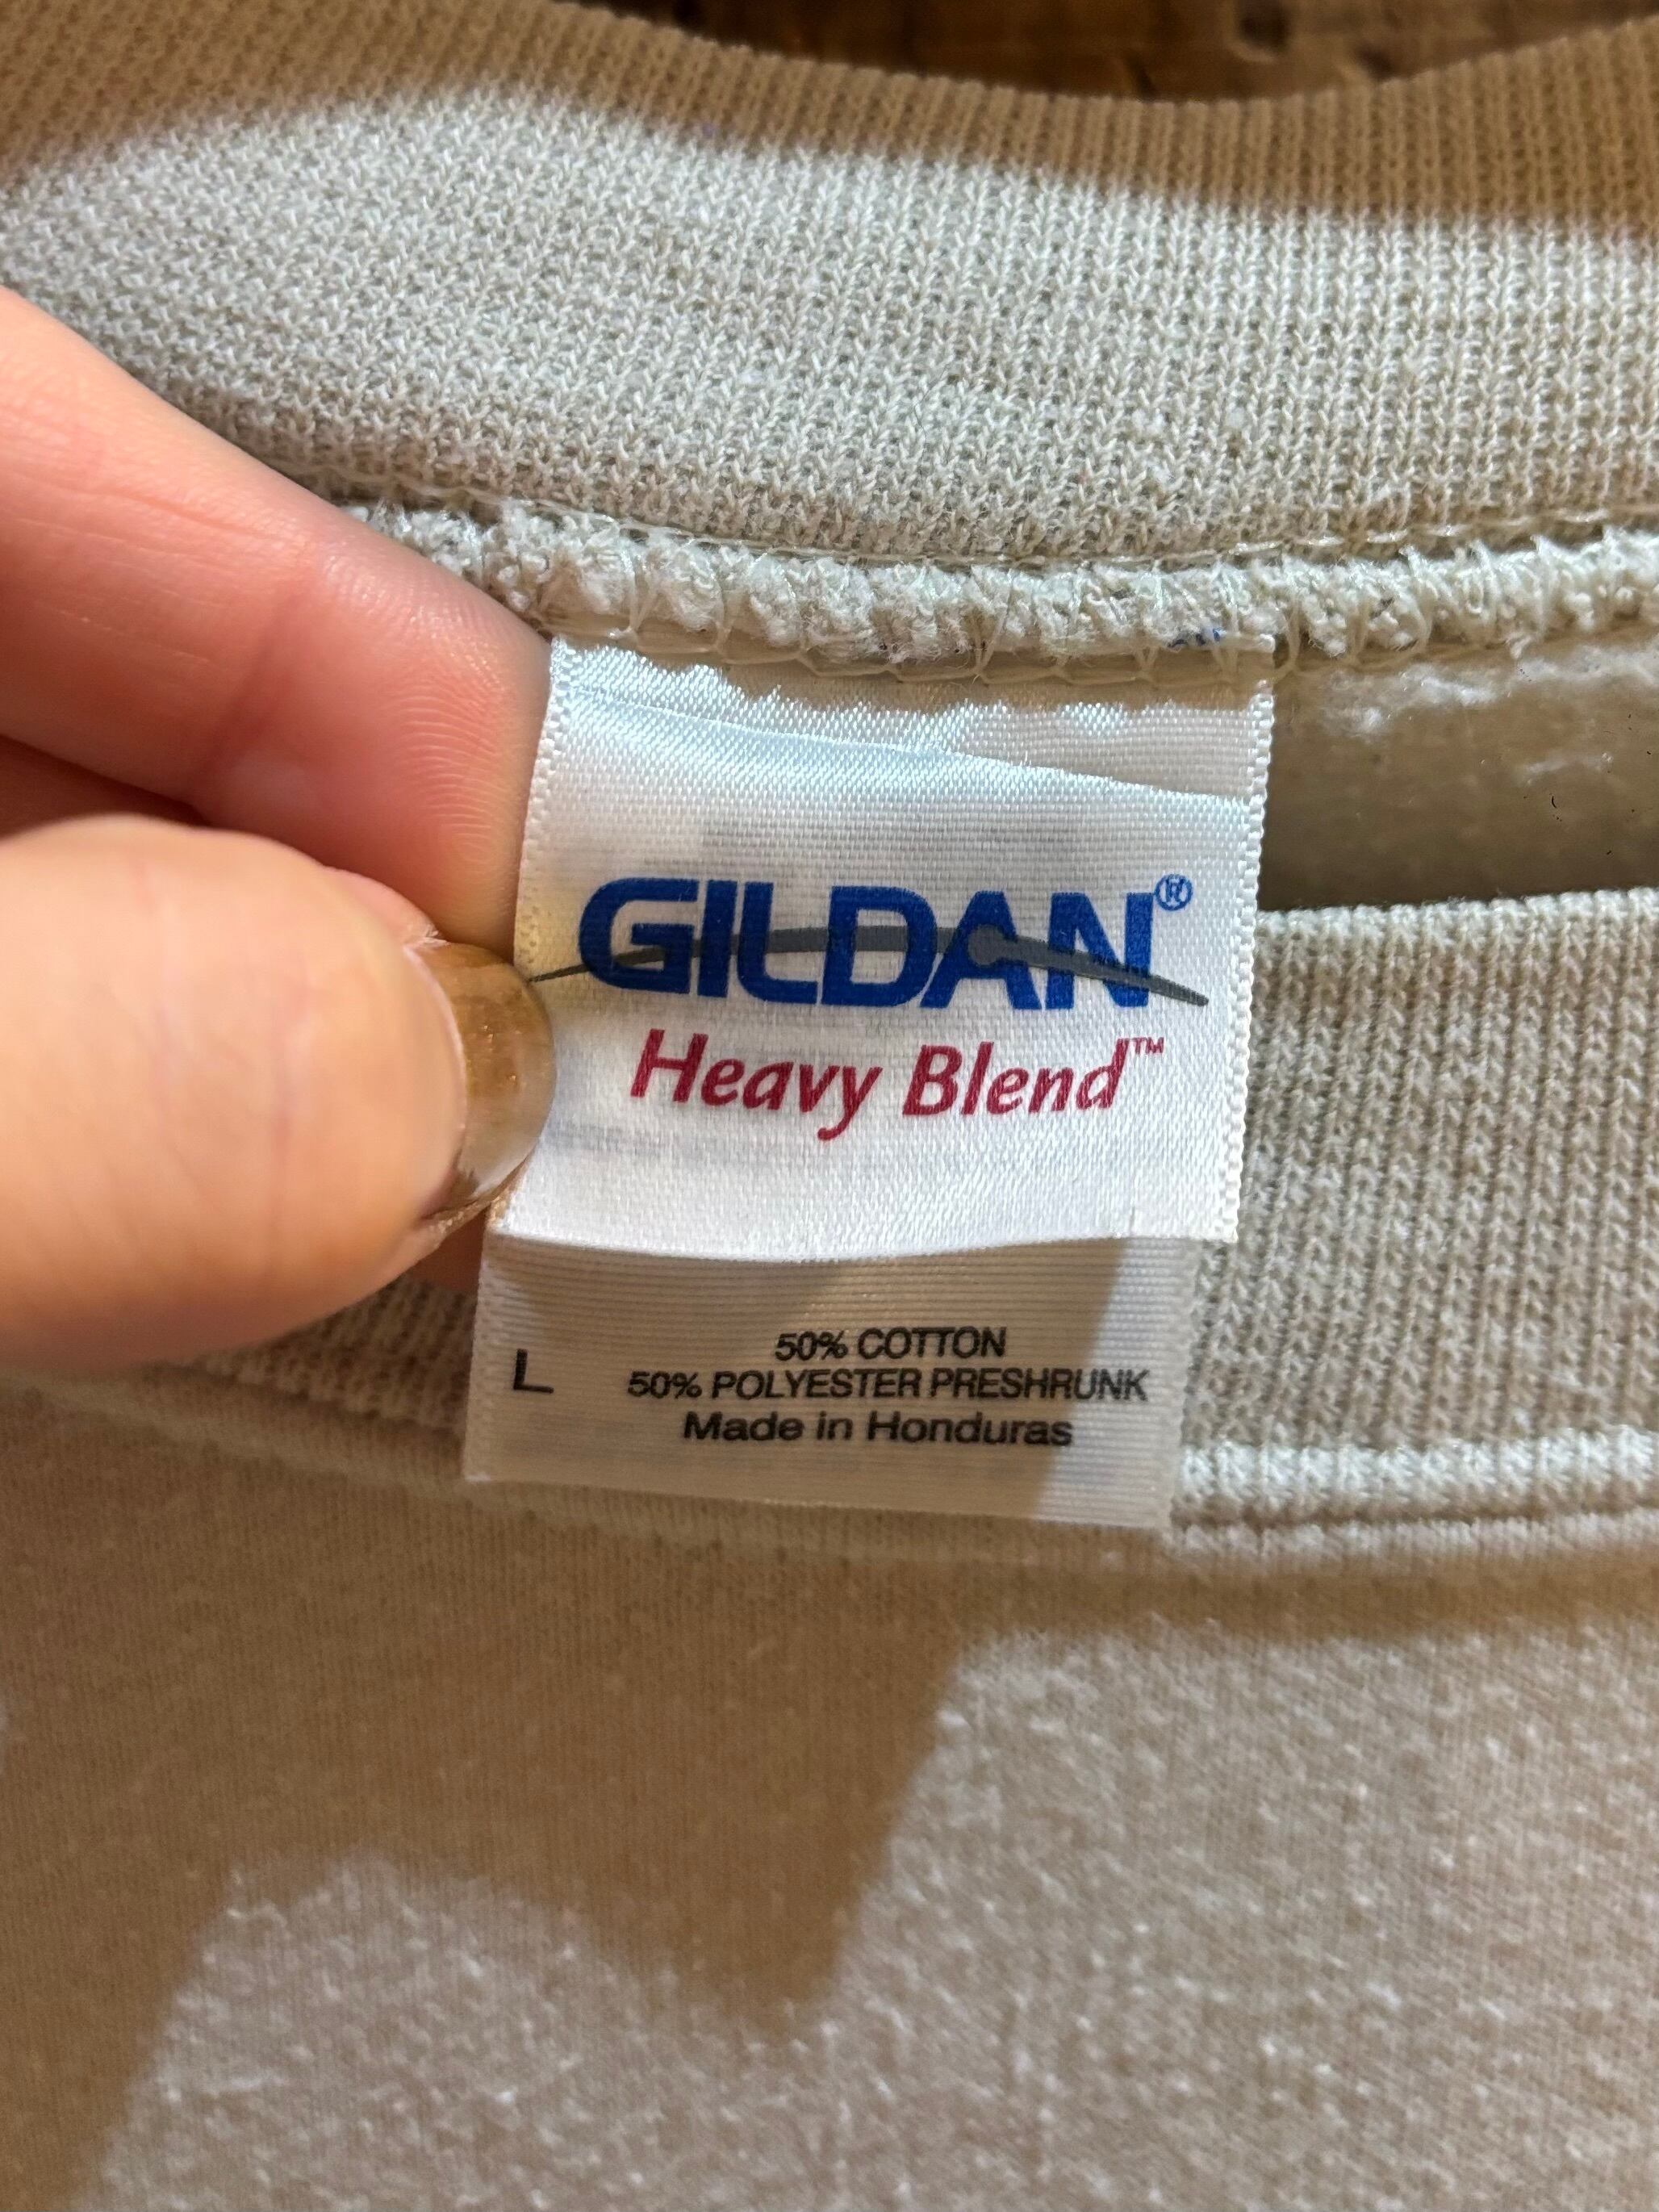 GILDAN®
Heavy Blend™
50% COTTON
L 50% POLYESTER PRESHRUNK
Made in Honduras